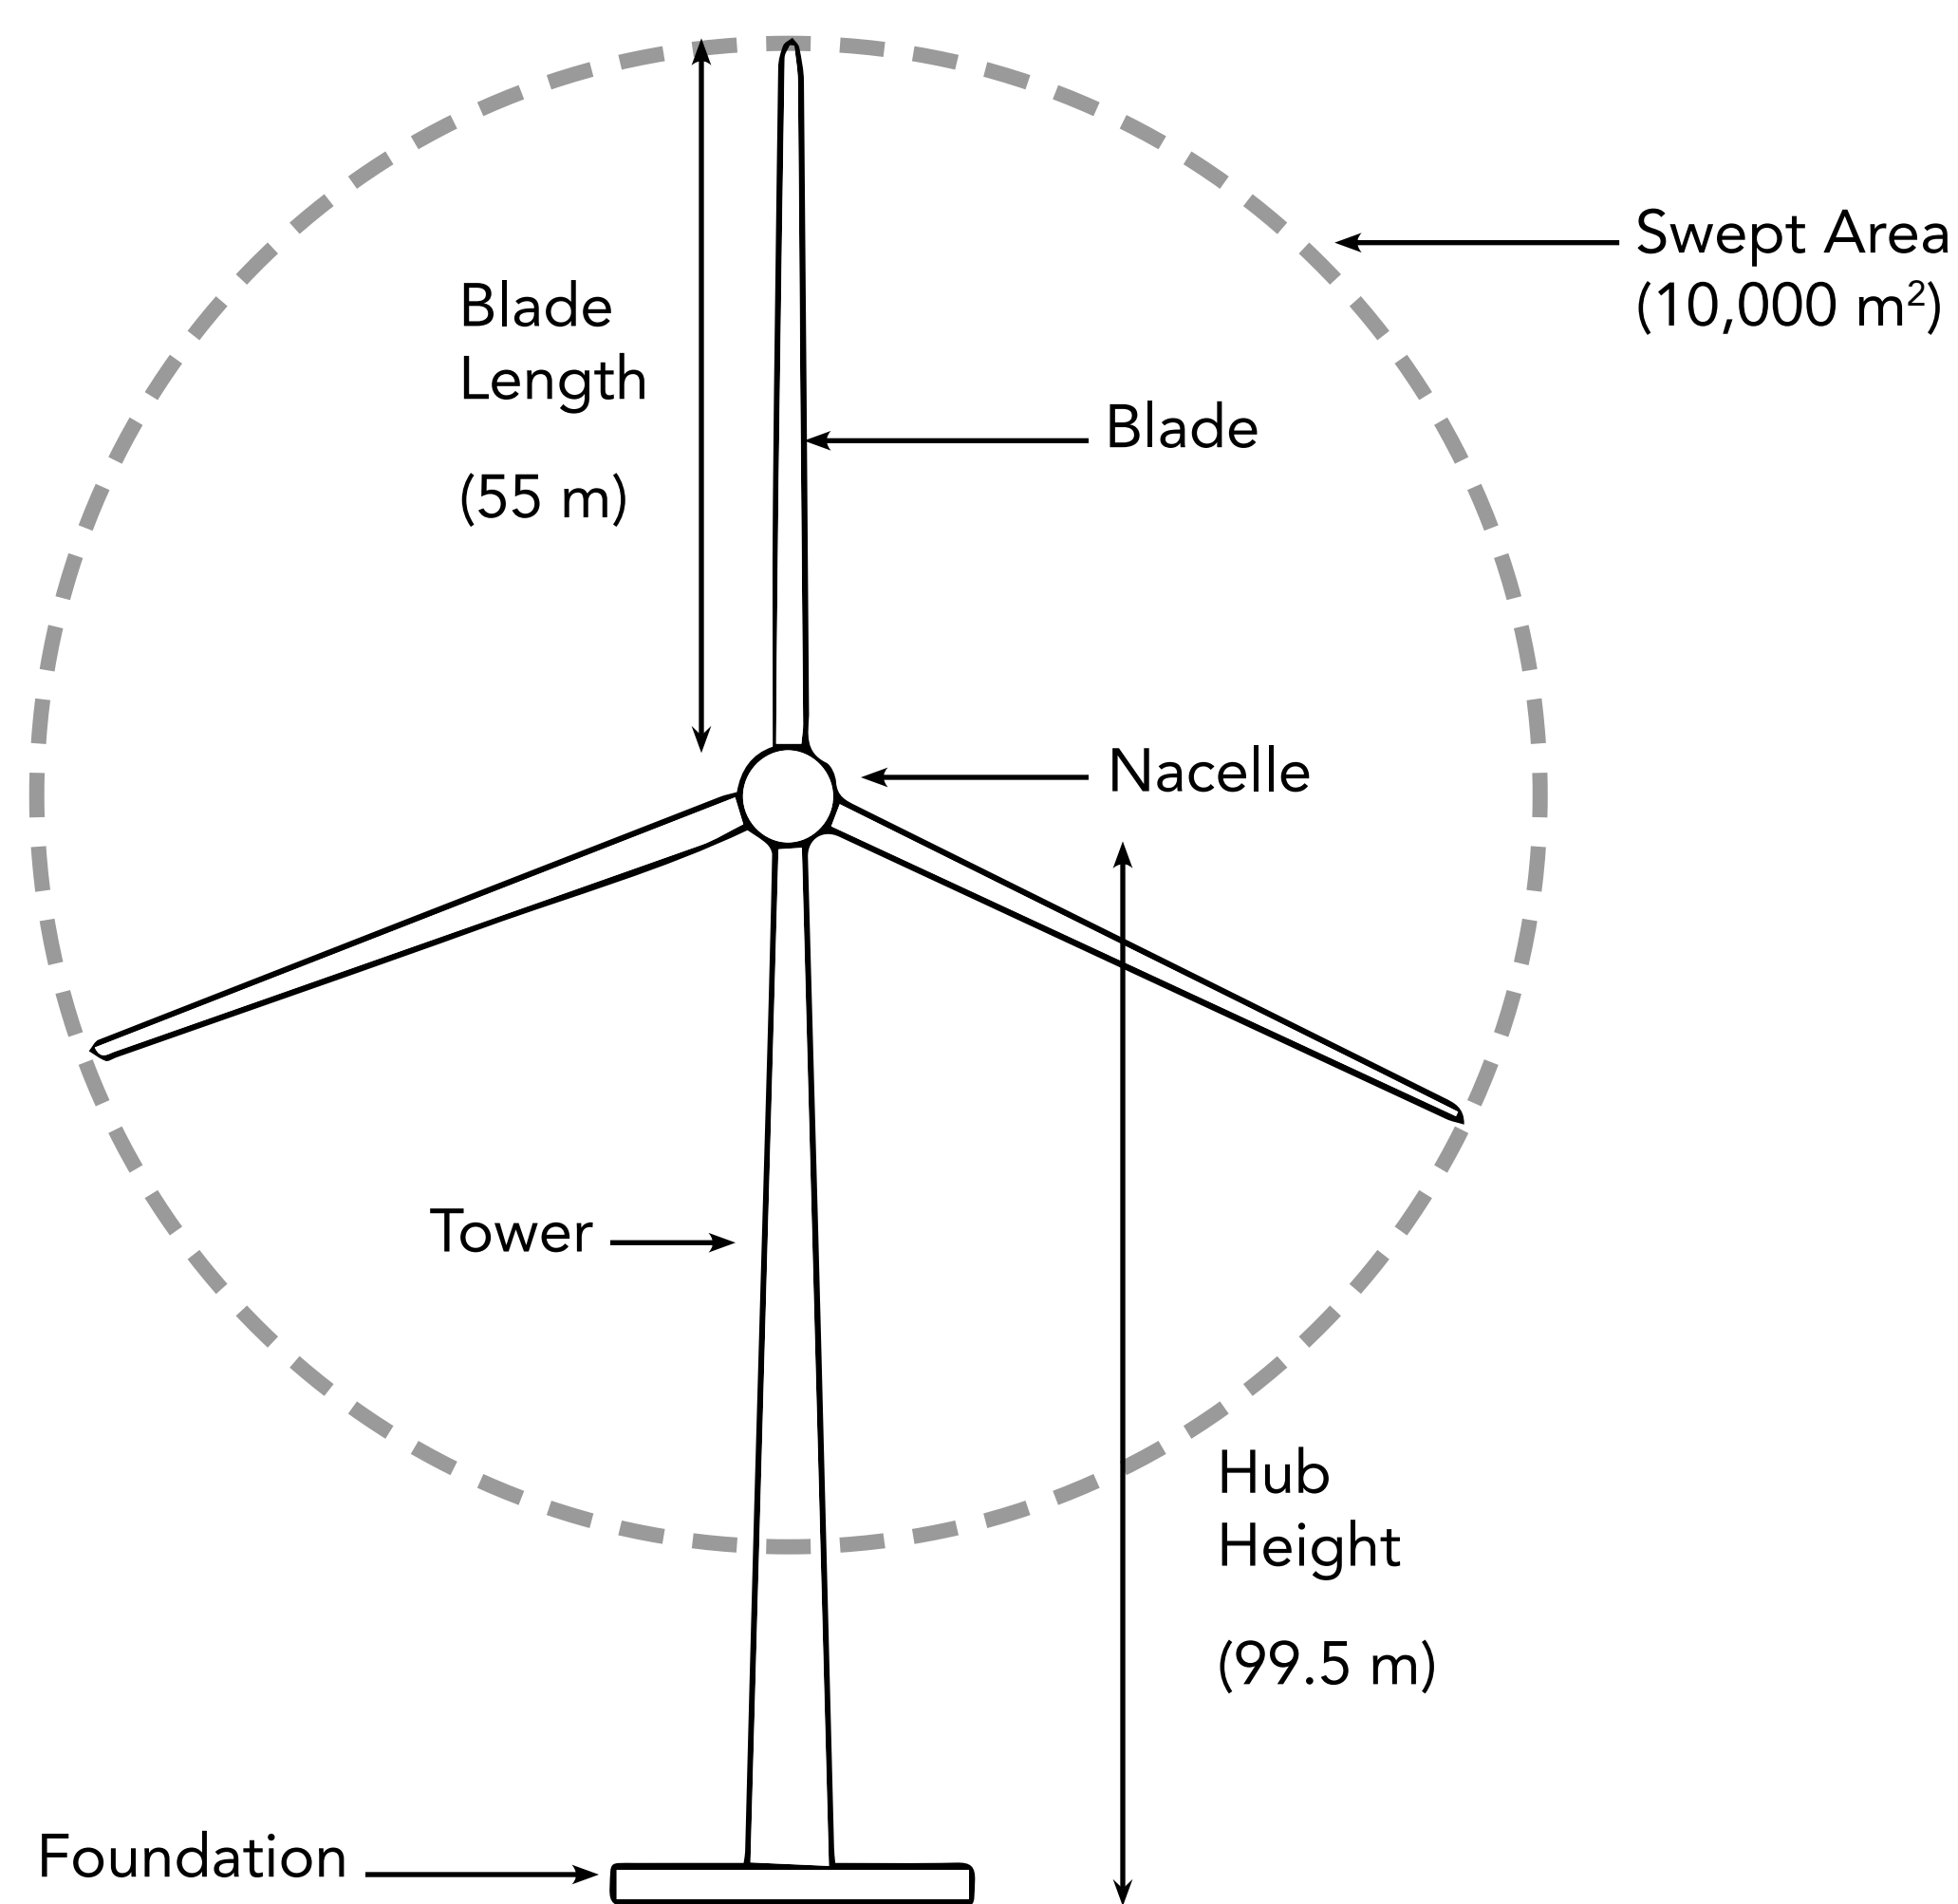 Swept Area
(10,000 m²)
Blade
Length
(55 m)
Blade
Nacelle
Tower
Hub
Height
(99.5 m)
Foundation